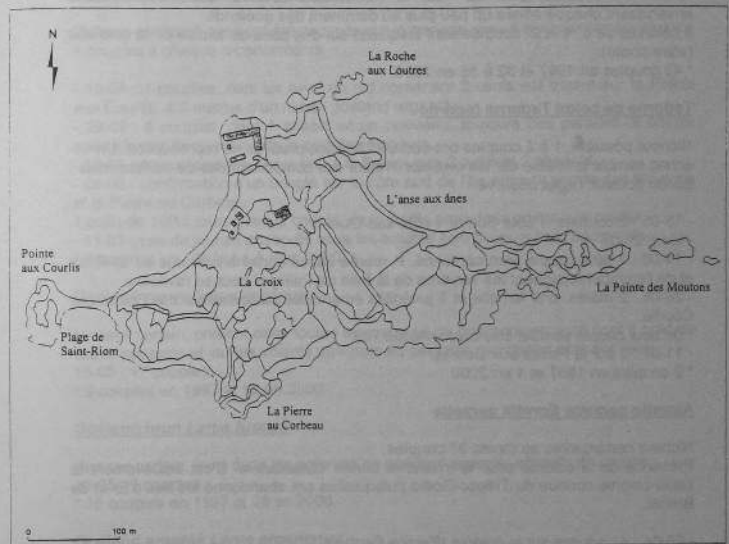 N
La Roche
aux Loutres
L'anse aux ânes
Pointe
aux Courlis
La Croix
La Pointe des Moutons
Plage de
Saint-Riom
La Pierre
au Corbeau
0
100 m